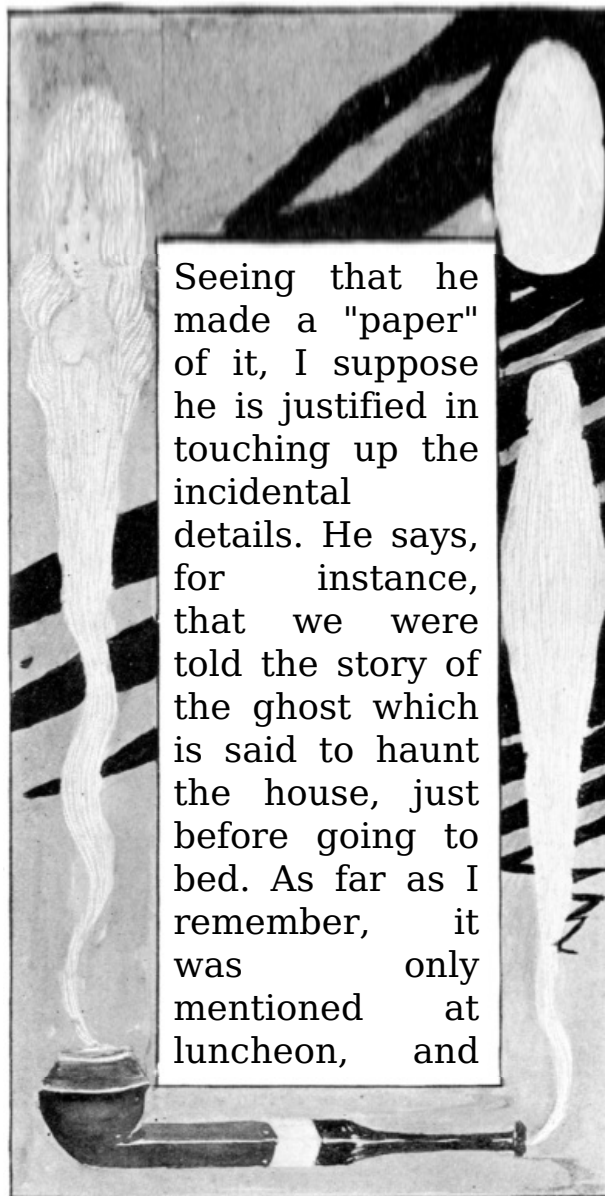 Seeing that he
made a "paper"
of it, I suppose
he is justified in
touching up the
incidental
details. He says,
for instance,
that we were
told the story of
the ghost which
is said to haunt
the house, just
before going to
bed. As far as I
remember, it
was only
mentioned at
luncheon, and